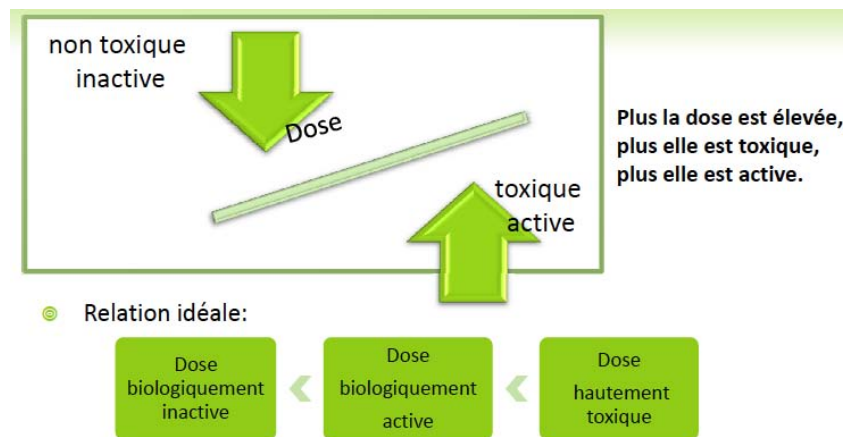 non toxique
inactive
Dose
Plus la dose est élevée,
plus elle est toxique,
plus elle est active.
toxique
active
Relation idéale:
Dose
biologiquement
inactive
Dose
biologiquement
active
Dose
hautement
toxique